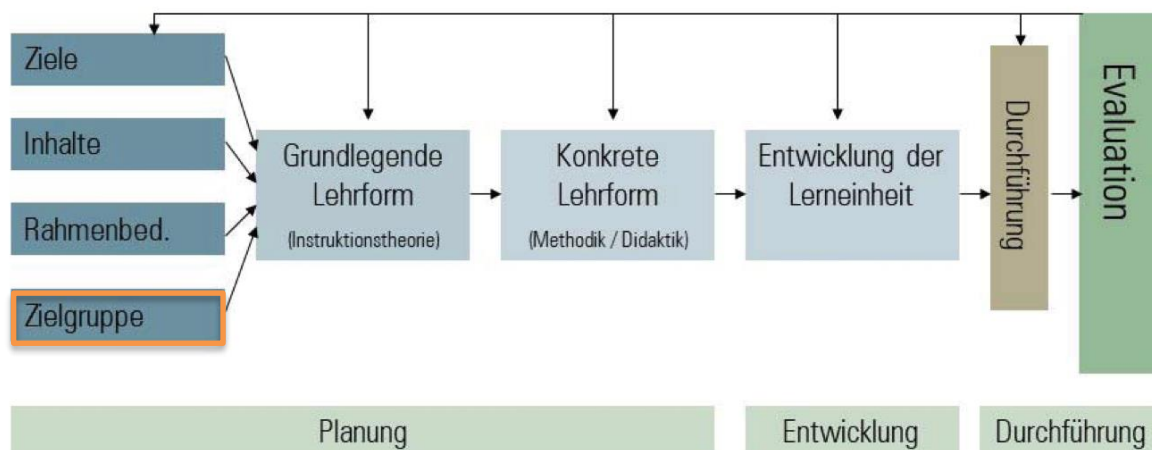 Ziele
Inhalte
Rahmenbed.
Zielgruppe
Grundlegende
Lehrform
(Instruktionstheorie)
Konkrete
Lehrform
(Methodik / Didaktik)
Entwicklung der
Lerneinheit
Durchführung
Evaluation
Planung
Entwicklung
Durchführung